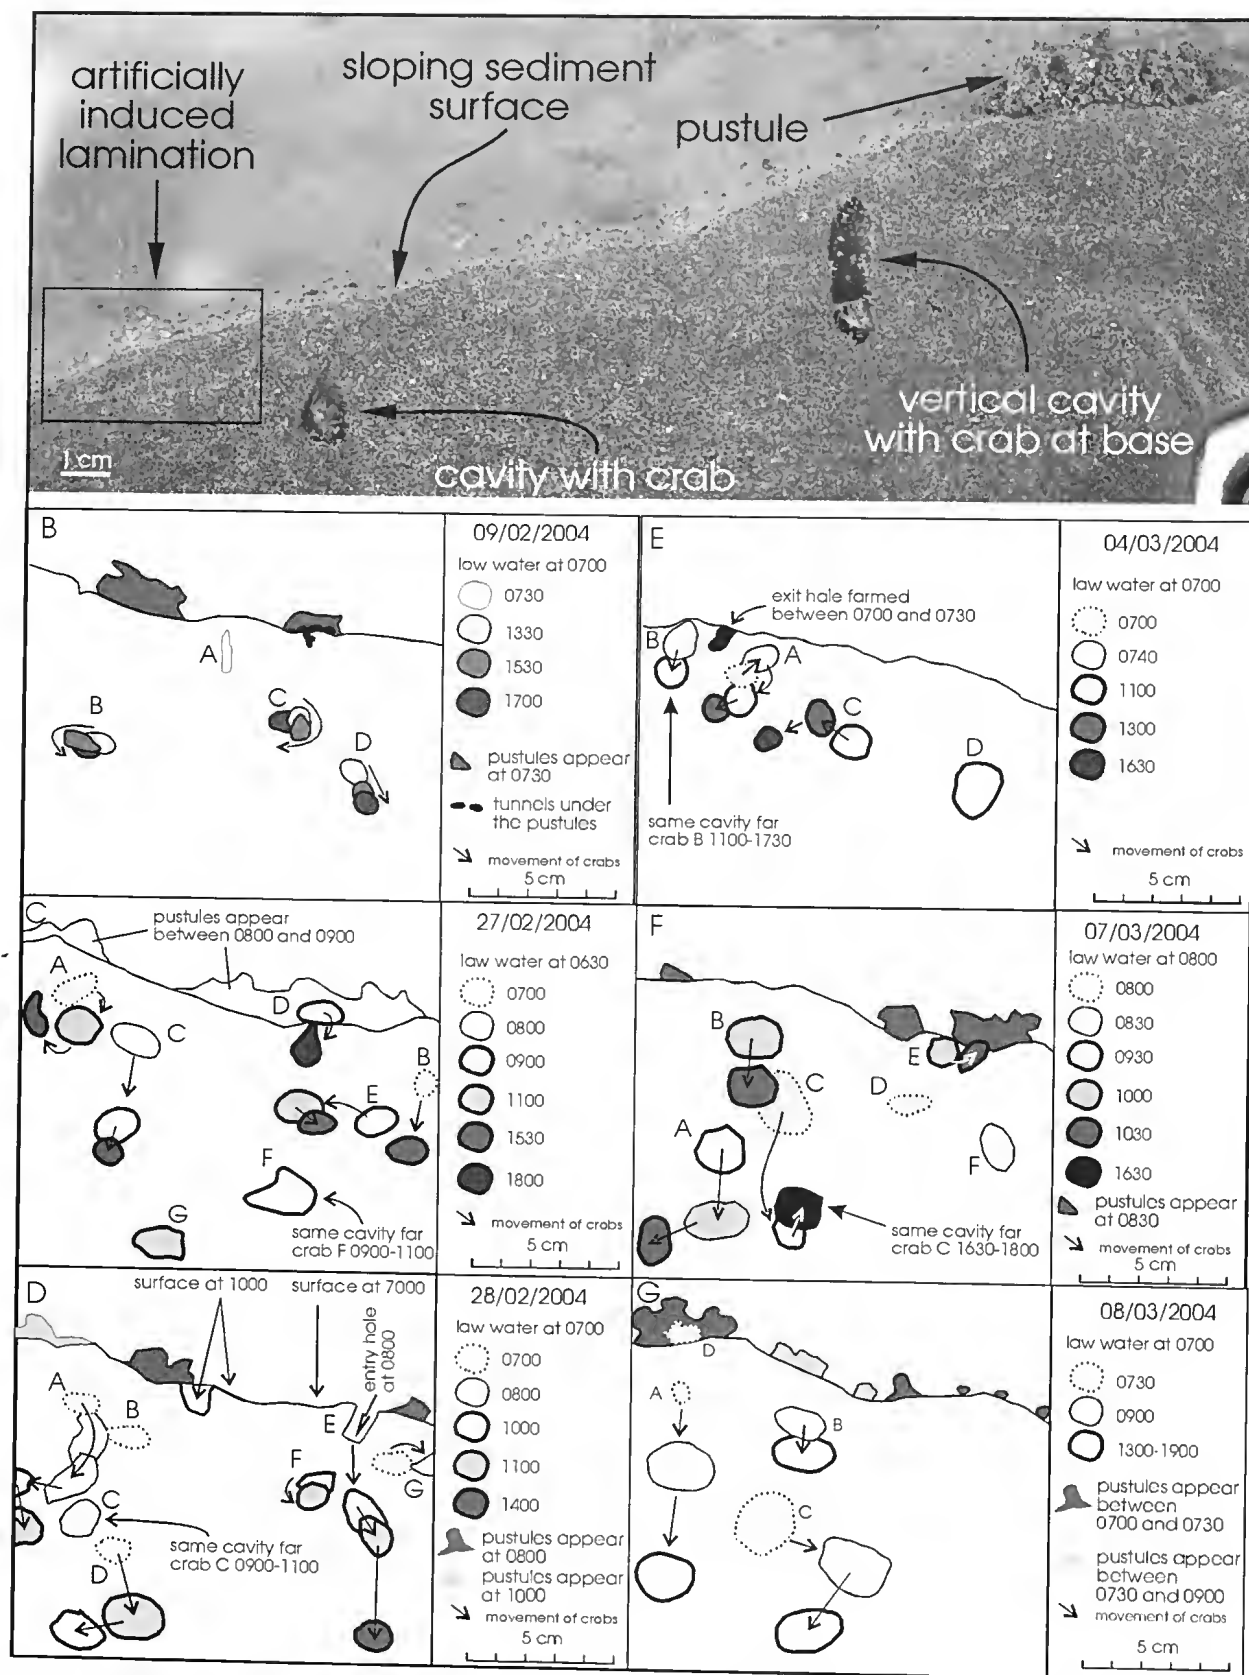 artificially
induced
lamination
sloping sediment
surface
pustule
1 cm
cavity with crab
vertical cavity
with crab at base
B
A
B
C
D
09/02/2004
low water at 0700
0730
1330
1530
1700
pustules appear
at 0730
tunnels under
the pustules
movement of crabs
5 cm
E
exit hale farmed
between 0700 and 0730
B
A
C
D
same cavity far
crab B 1100-1730
04/03/2004
law water at 0700
0700
0740
1100
1300
1630
movement of crabs
5 cm
C
pustules appear
between 0800 and 0900
A
C
D
B
E
F
G
same cavity far
crab F 0900-1100
27/02/2004
law water at 0630
0700
0800
0900
1100
1530
1800
movement of crabs
5 cm
F
B
C
D
E
A
F
same cavity far
crab C 1630-1800
07/03/2004
law water at 0800
0800
0830
0930
1000
1030
1630
pustules appear
at 0830
movement of crabs
5 cm
D
surface at 1000
surface at 7000
entry hole
at 0800
A
B
E
F
G
C
same cavity far
crab C 0900-1100
D
28/02/2004
law water at 0700
0700
0800
1000
1100
1400
pustules appear
at 0800
pustules appear
at 1000
movement of crabs
5 cm
G
D
A
B
C
08/03/2004
law water at 0700
0730
0900
1300-1900
pustules appear
between
0700 and 0730
pustules appear
between
0730 and 0900
movement of crabs
5 cm